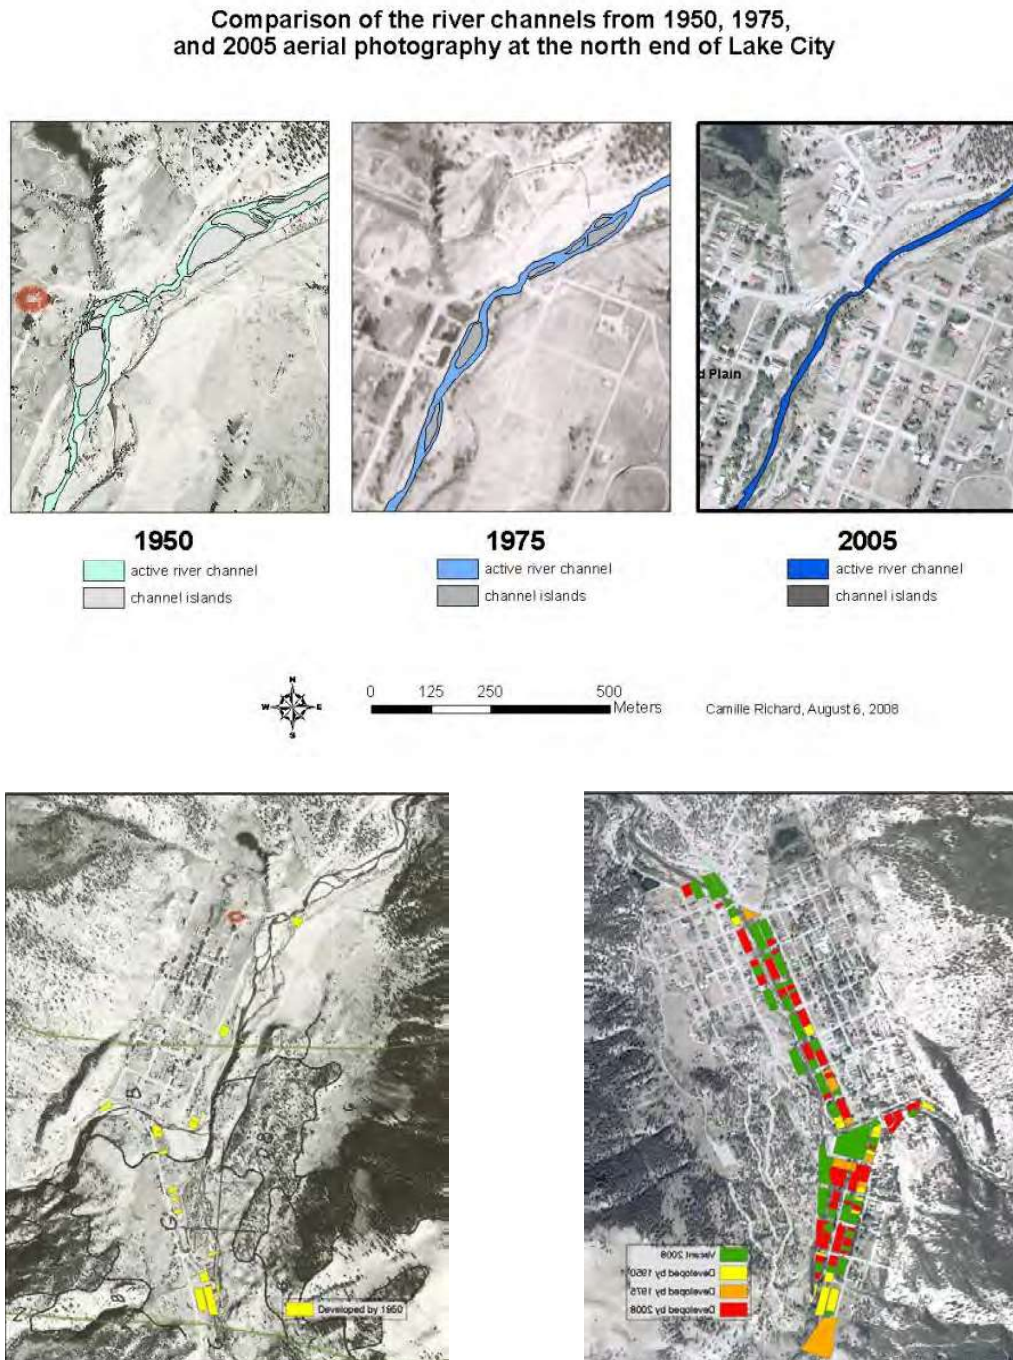 Comparison of the river channels from 1950, 1975,
and 2005 aerial photography at the north end of Lake City
d Plain
1950
active river channel
channel islands
1975
active river channel
channel islands
2005
active river channel
channel islands
N
W E
S
0 125 250 500
Meters
Camille Richard, August 6, 2008
B
B
G
G
B
B
G
Developed by 1950
Vacant 2008
Developed by 1950
Developed by 1975
Developed by 2008